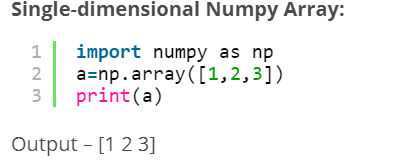 Single-dimensional Numpy Array:
1 import numpy as np
2 a=np.array([1,2,3])
3 print(a)
Output – [1 2 3]